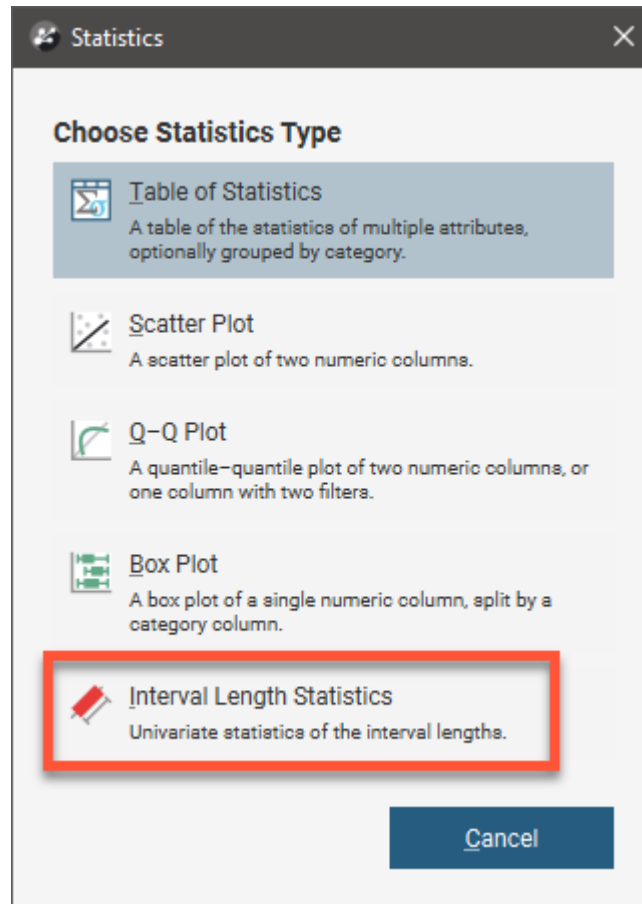 Statistics
Choose Statistics Type
Table of Statistics
A table of the statistics of multiple attributes,
optionally grouped by category.
Scatter Plot
A scatter plot of two numeric columns.
Q–Q Plot
A quantile–quantile plot of two numeric columns, or
one column with two filters.
Box Plot
A box plot of a single numeric column, split by a
category column.
Interval Length Statistics
Univariate statistics of the interval lengths.
Cancel